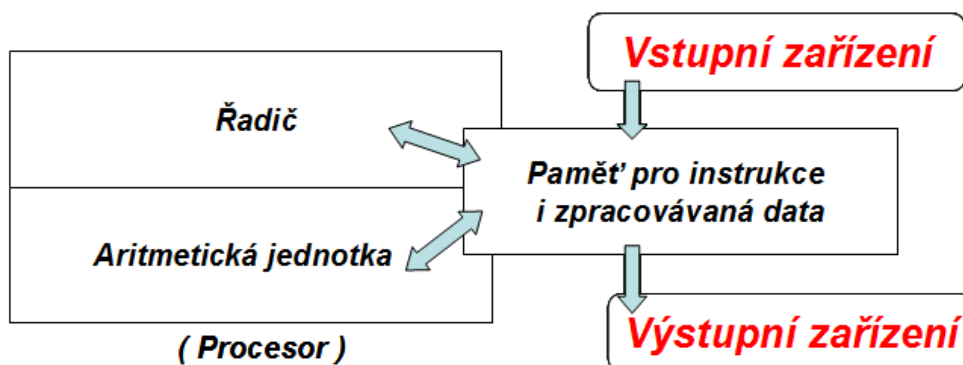 Vstupní zařízení
Řadič
Paměť pro instrukce
i zpracovávaná data
Aritmetická jednotka
Výstupní zařízení
( Procesor )